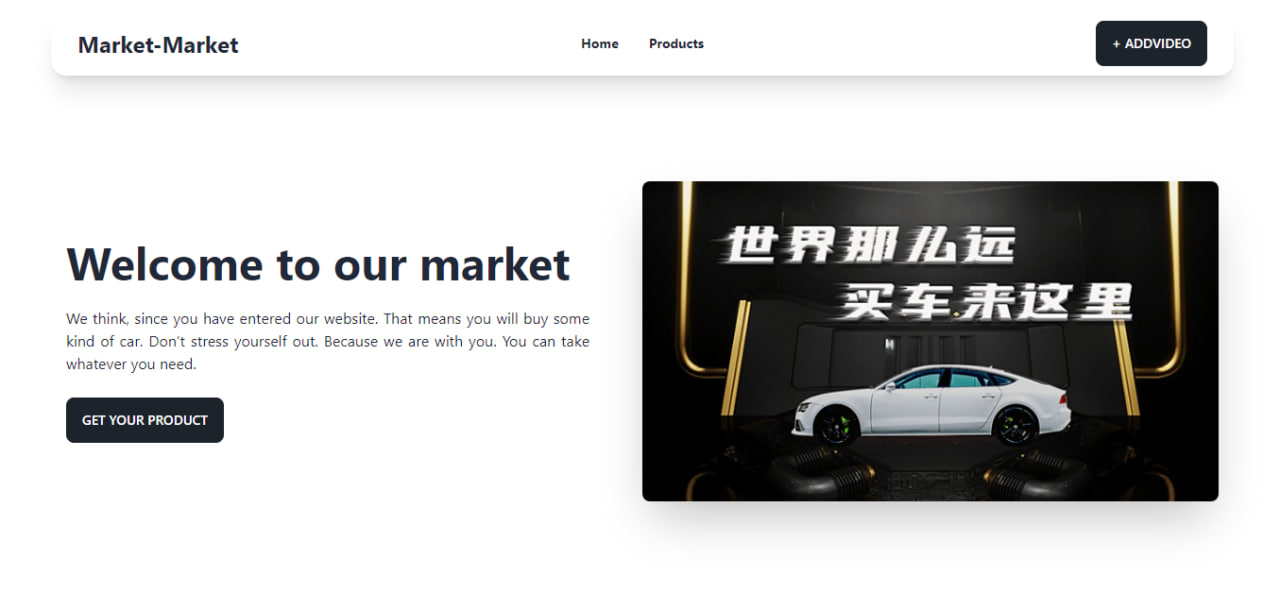 Market-Market
Home
Products
+ ADDVIDEO
Welcome to our market
We think, since you have entered our website. That means you will buy some
kind of car. Don't stress yourself out. Because we are with you. You can take
whatever you need.
GET YOUR PRODUCT
世界那么远
买车来这里